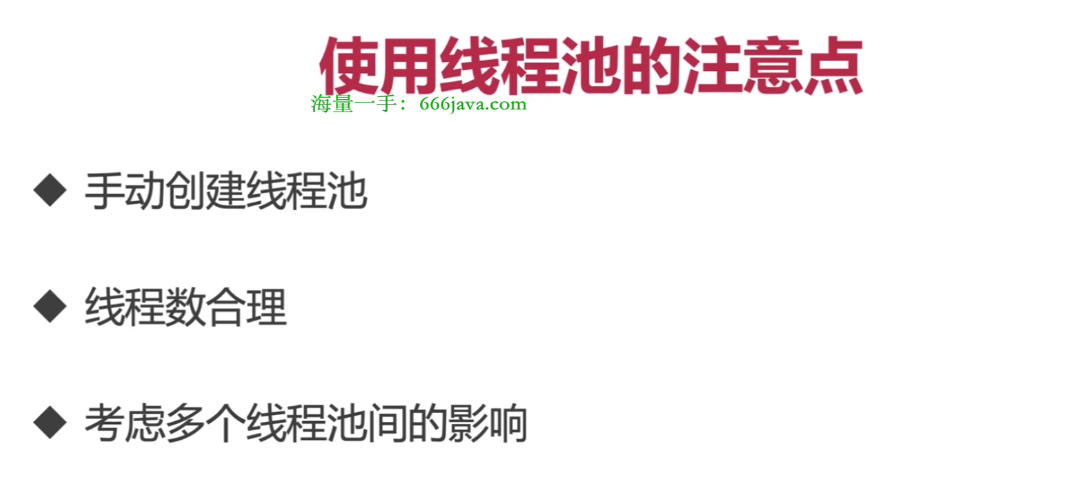 使用线程池的注意点
海量一手：666java.com
◆ 手动创建线程池
◆ 线程数合理
◆ 考虑多个线程池间的影响